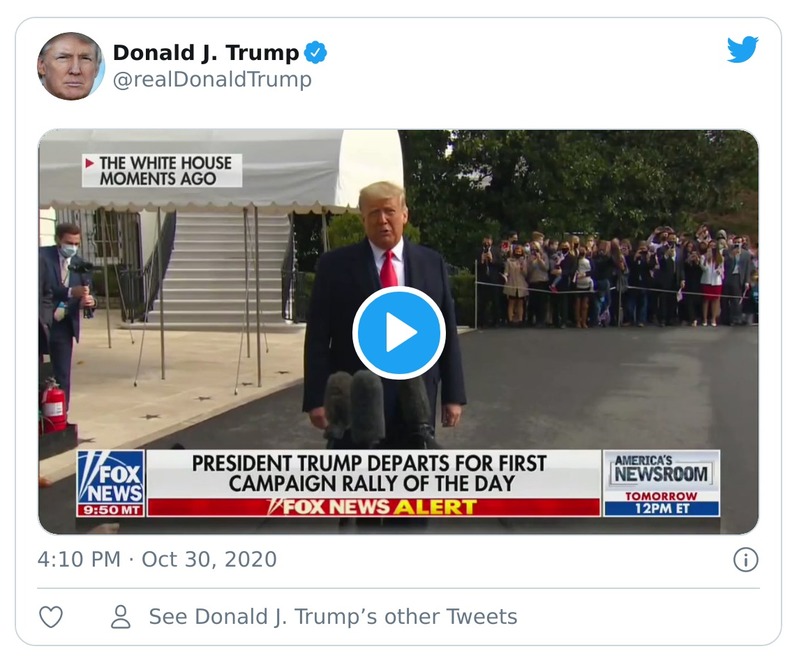 Donald J. Trump
@realDonaldTrump
THE WHITE HOUSE
MOMENTS AGO
PRESIDENT TRUMP DEPARTS FOR FIRST
CAMPAIGN RALLY OF THE DAY
FOX NEWS ALERT
FOX
NEWS
9:50 MT
AMERICA'S
NEWSROOM
TOMORROW
12PM ET
4:10 PM · Oct 30, 2020
See Donald J. Trump’s other Tweets